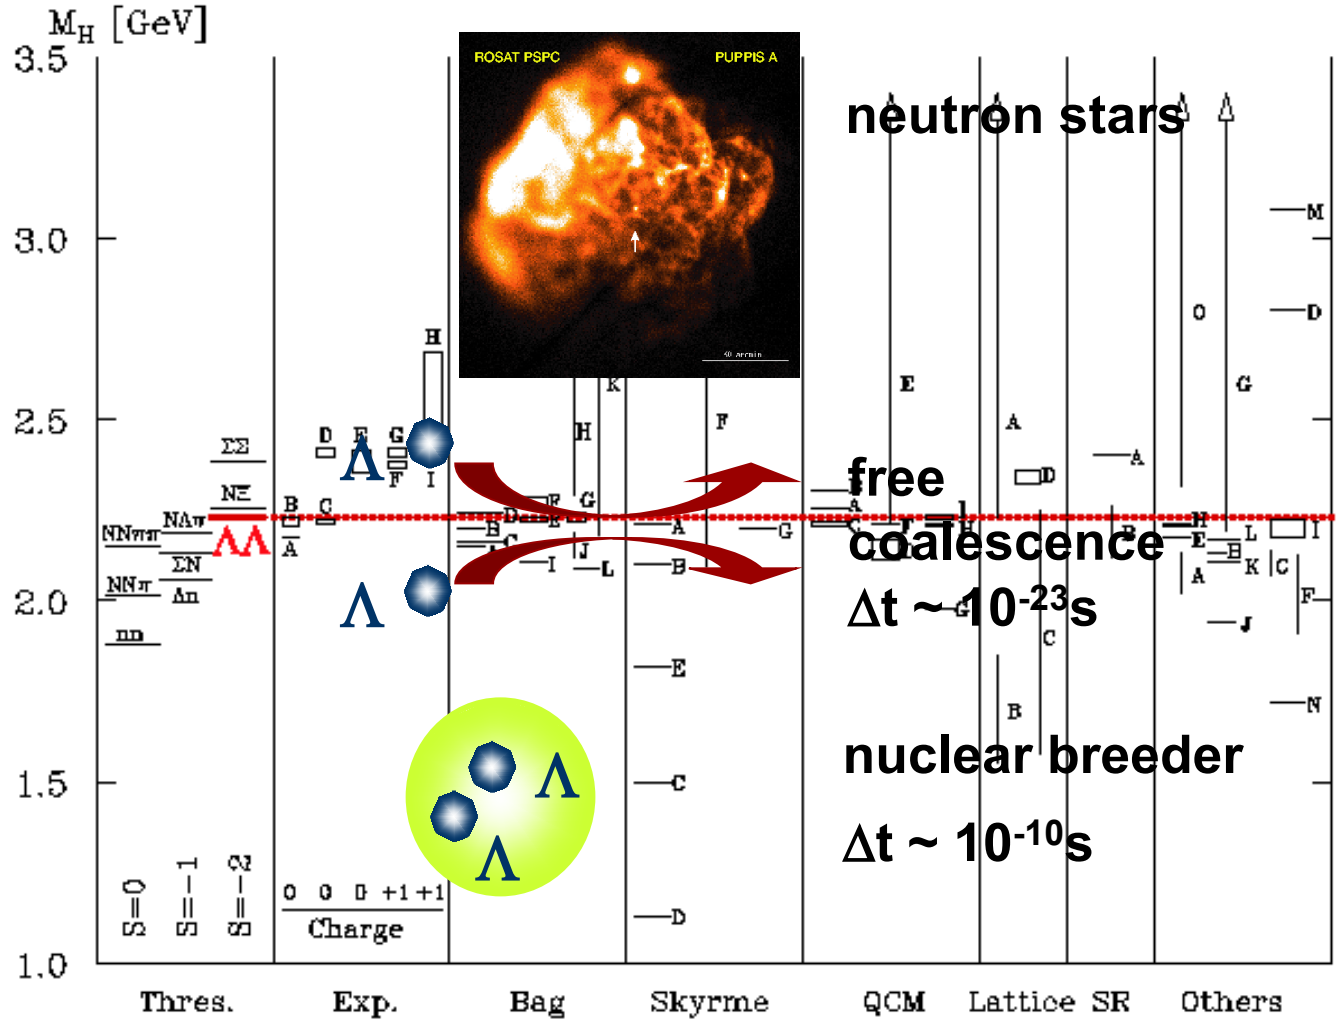 M_H [GeV]
3.5
3.0
2.5
2.0
1.5
1.0
ROSAT PSPC
PUPPIS A
neutron stars
free
coalescence
Δt ~ 10⁻²³s
nuclear breeder
Δt ~ 10⁻¹⁰s
ΣΣ
NΞ
NΛπ
ΛΛ
NNππ
ΣN
NNπ
Λn
nn
S=0
S=-1
S=-2
H
D
E
G
F
I
B
C
A
Λ
Λ
Λ
Λ
0
0
0
+1
+1
Charge
K
H
F
G
D
B
E
C
J
I
L
F
A
G
B
E
C
D
E
A
G
A
D
C
B
A
B
M
D
O
G
H
E
L
B
K
A
I
C
F
J
N
Thres.
Exp.
Bag
Skyrme
QCM
Lattice
SR
Others